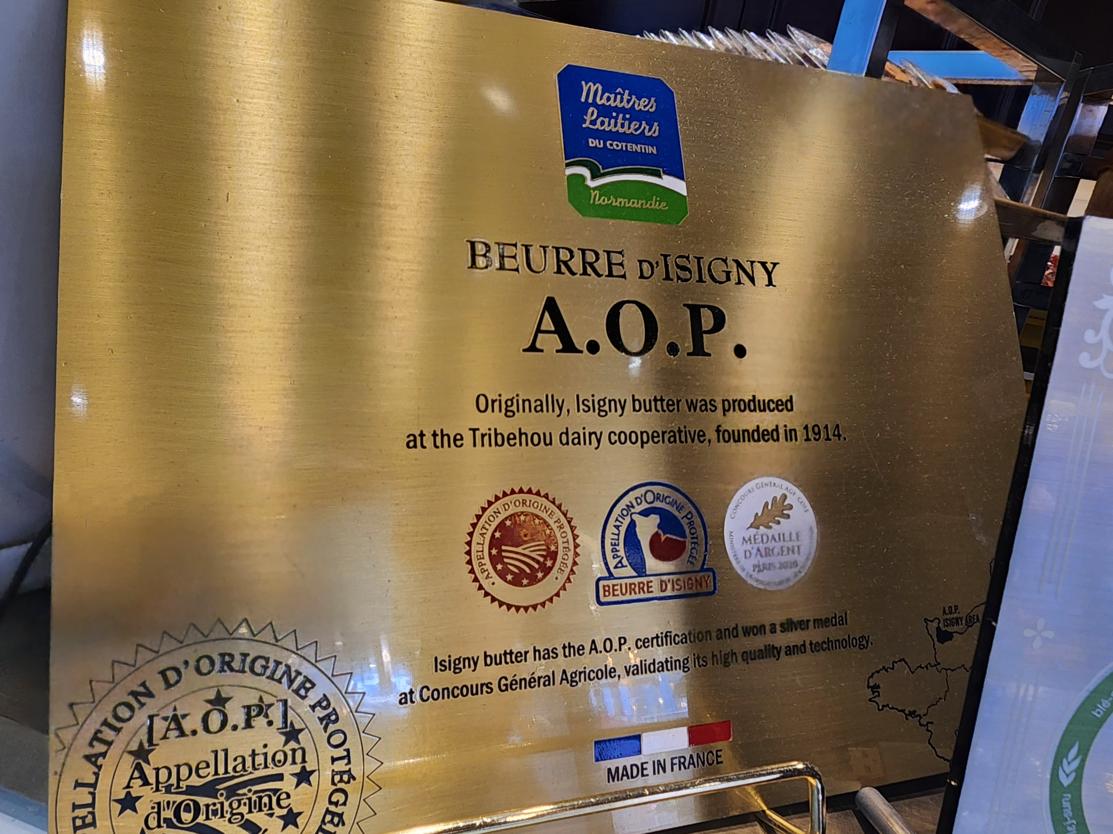 Maîtres
Laitiers
DU COTENTIN
Normandie
BEURRE D'ISIGNY
A.O.P.
Originally, Isigny butter was produced
at the Tribehou dairy cooperative, founded in 1914.
APPELLATION D'ORIGINE PROTÉGÉE
APPELLATION D'ORIGINE PROTÉGÉE
BEURRE D'ISIGNY
CONCOURS GÉNÉRAL AGRICOLE
MÉDAILLE
D'ARGENT
PARIS 2020
Isigny butter has the A.O.P. certification and won a silver medal
at Concours Général Agricole, validating its high quality and technology.
A.O.P.
ISIGNY AREA
MADE IN FRANCE
ELLATION D'ORIGINE PROTÉGÉE
[A.O.P.]
Appellation
d'Origine